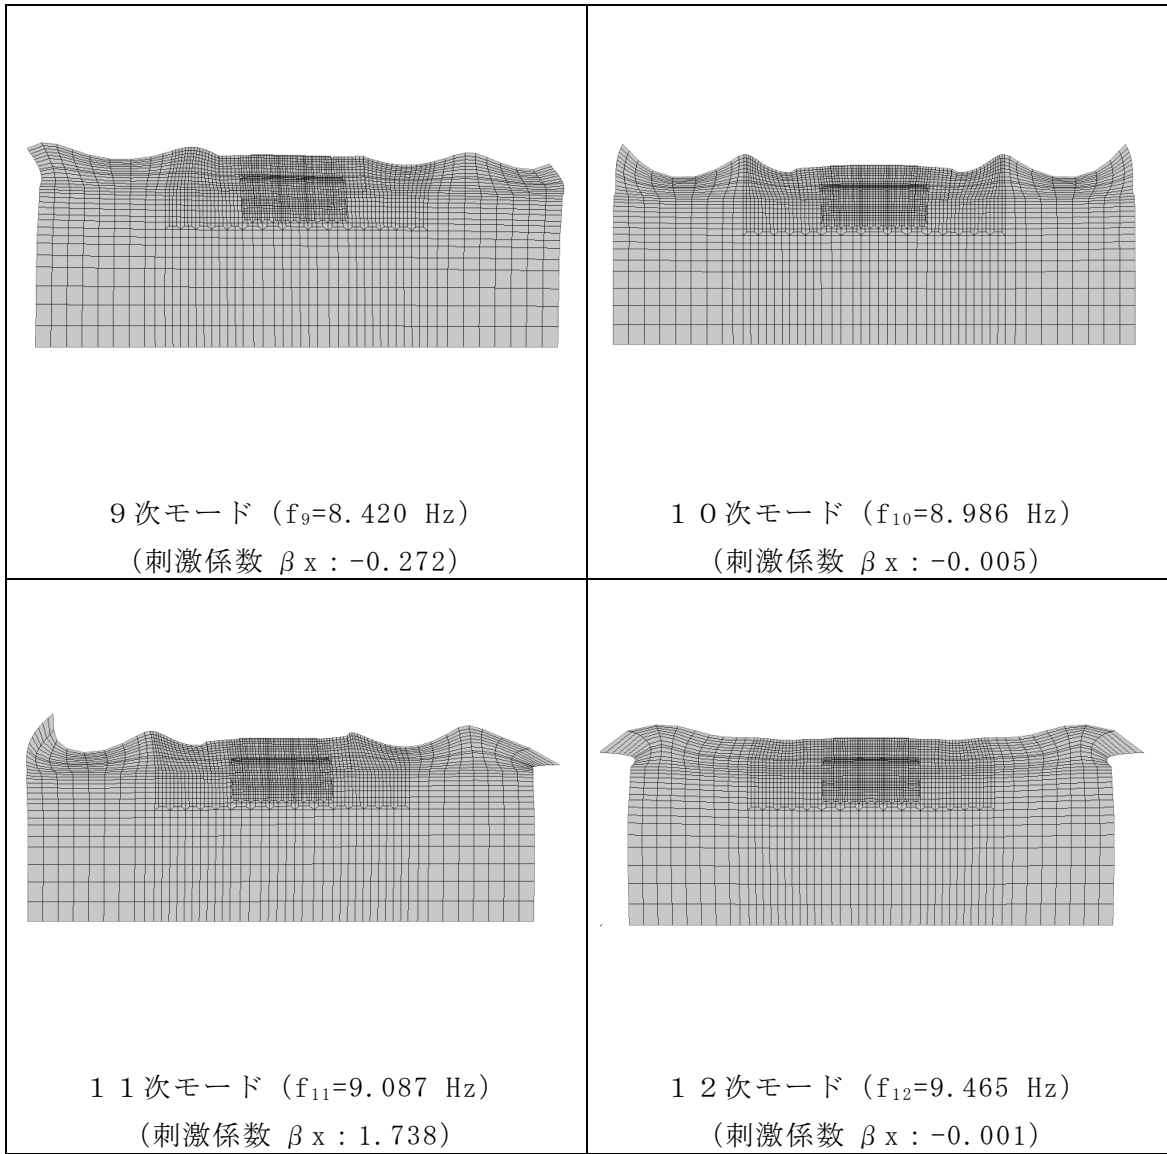 9次モード (f₉=8.420 Hz)
(刺激係数 βx:-0.272)
10次モード (f₁₀=8.986 Hz)
(刺激係数 βx:-0.005)
11次モード (f₁₁=9.087 Hz)
(刺激係数 βx:1.738)
12次モード (f₁₂=9.465 Hz)
(刺激係数 βx:-0.001)